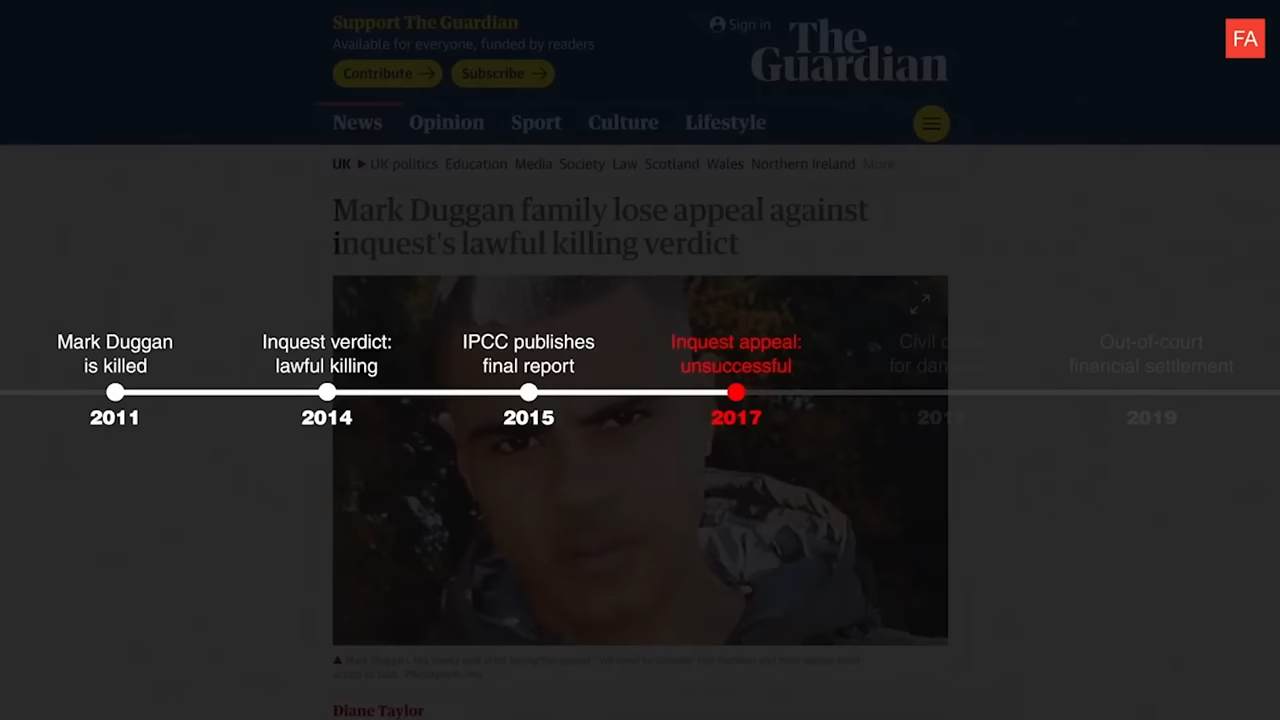 Support The Guardian
Available for everyone, funded by readers
Contribute →
Subscribe →
Sign in
The
Guardian
FA
News Opinion Sport Culture Lifestyle
UK ▸ UK politics Education Media Society Law Scotland Wales Northern Ireland More
Mark Duggan family lose appeal against
inquest's lawful killing verdict
Mark Duggan
is killed
2011
Inquest verdict:
lawful killing
2014
IPCC publishes
final report
2015
Inquest appeal:
unsuccessful
2017
Civil
for
Out-of-court
financial settlement
2019
Diane Taylor